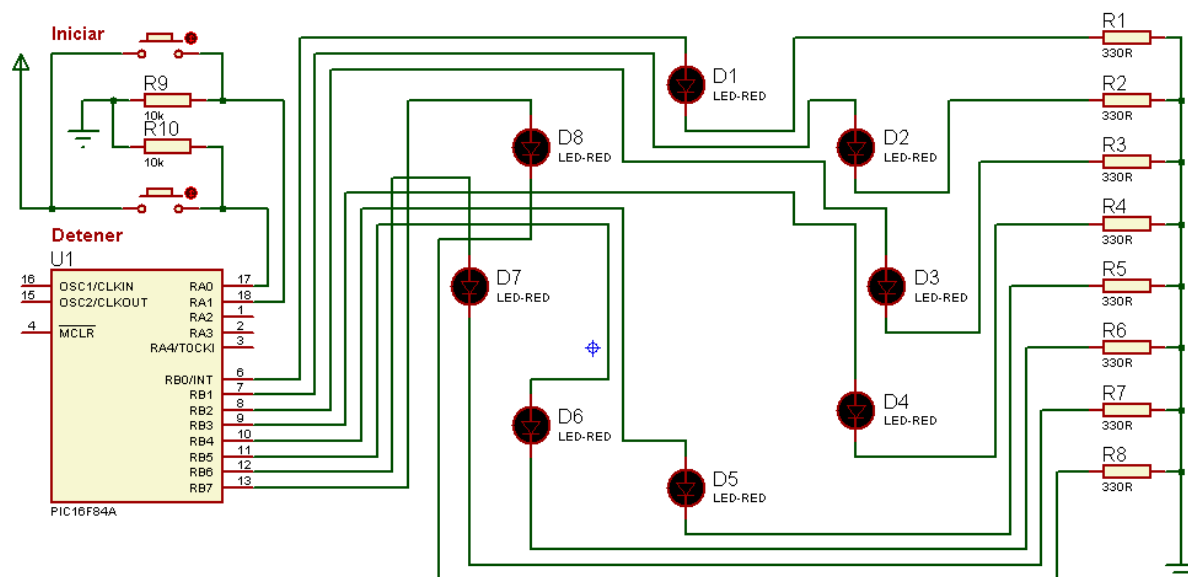 Iniciar
R9
10k
R10
10k
Detener
U1
16 OSC1/CLKIN RA0 17
15 OSC2/CLKOUT RA1 18
RA2 1
4 MCLR RA3 2
RA4/T0CKI 3
RB0/INT 6
RB1 7
RB2 8
RB3 9
RB4 10
RB5 11
RB6 12
RB7 13
PIC16F84A
D1
LED-RED
D2
LED-RED
D8
LED-RED
D7
LED-RED
D3
LED-RED
D4
LED-RED
D6
LED-RED
D5
LED-RED
R1
330R
R2
330R
R3
330R
R4
330R
R5
330R
R6
330R
R7
330R
R8
330R